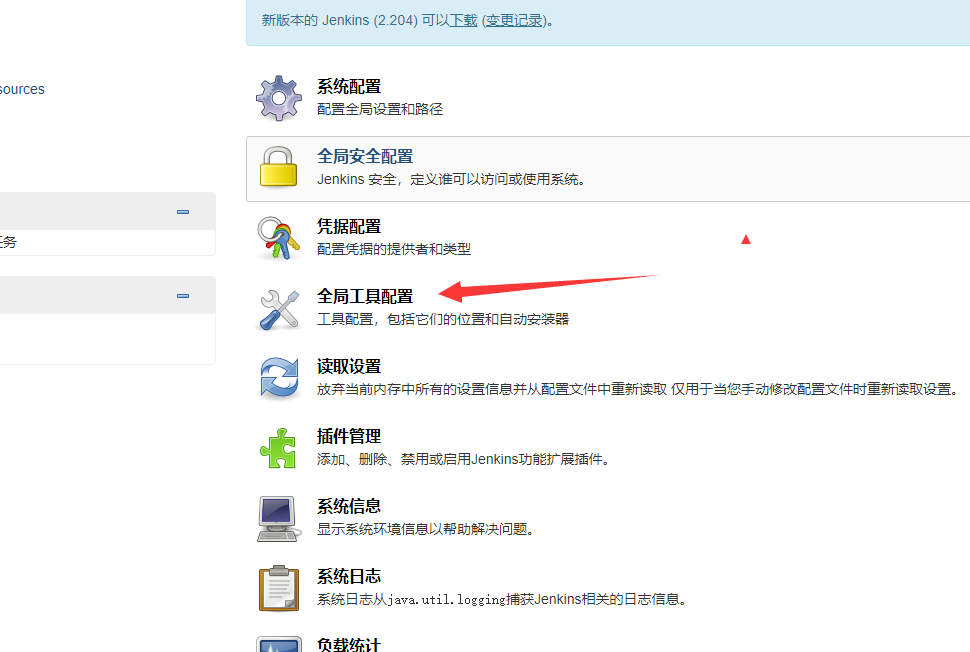 新版本的 Jenkins (2.204) 可以下载 (变更记录)。
sources
任务
系统配置
配置全局设置和路径
全局安全配置
Jenkins 安全，定义谁可以访问或使用系统。
凭据配置
配置凭据的提供者和类型
全局工具配置
工具配置，包括它们的位置和自动安装器
读取设置
放弃当前内存中所有的设置信息并从配置文件中重新读取 仅用于当您手动修改配置文件时重新读取设置。
插件管理
添加、删除、禁用或启用Jenkins功能扩展插件。
系统信息
显示系统环境信息以帮助解决问题。
系统日志
系统日志从java.util.logging捕获Jenkins相关的日志信息。
负载统计